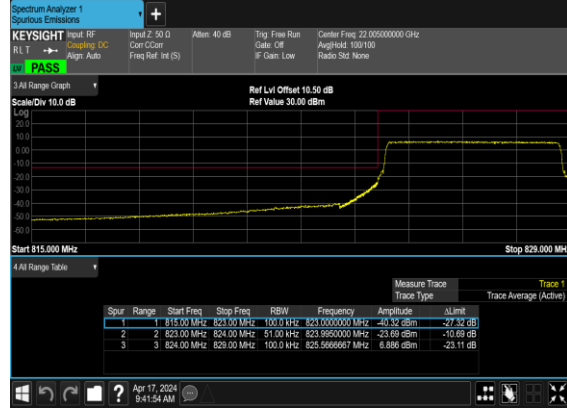 Spectrum Analyzer 1
Spurious Emissions
+
KEYSIGHT Input: RF Input Z: 50 Ω Atten: 40 dB Trig: Free Run Center Freq: 22.005000000 GHz
RLT Coupling: DC Corr CCorr Gate: Off Avg|Hold: 100/100
Align: Auto Freq Ref: Int (S) IF Gain: Low Radio Std: None
LW PASS
3 All Range Graph
Ref Lvl Offset 10.50 dB
Scale/Div 10.0 dB Ref Value 30.00 dBm
Log
20.0
10.0
0.00
-10.0
-20.0
-30.0
-40.0
-50.0
-60.0
Start 815.000 MHz Stop 829.000 MH
4 All Range Table
Measure Trace Trace 1
Trace Type Trace Average (Active)
Spur Range Start Freq Stop Freq RBW Frequency Amplitude ΔLimit
1 1 815.00 MHz 823.00 MHz 100.0 kHz 823.0000000 MHz -40.32 dBm -27.32 dB
2 2 823.00 MHz 824.00 MHz 51.00 kHz 823.9950000 MHz -23.69 dBm -10.69 dB
3 3 824.00 MHz 829.00 MHz 100.0 kHz 825.5666667 MHz 6.886 dBm -23.11 dB
? Apr 17, 2024
9:41:54 AM